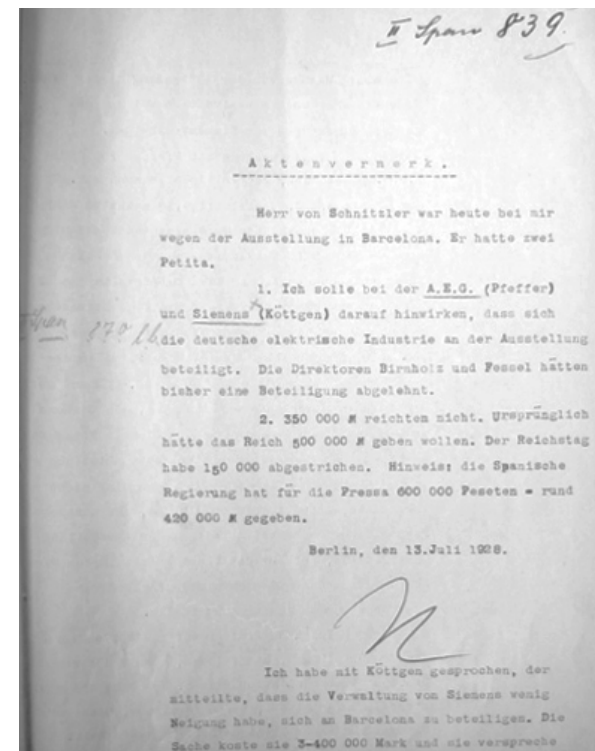 II Span 839.
Aktenvermerk.
Herr von Schnitzler war heute bei mir
wegen der Ausstellung in Barcelona. Er hatte zwei
Petita.
1. Ich solle bei der A.E.G. (Pfeffer)
und Siemens (Köttgen) darauf hinwirken, dass sich
die deutsche elektrische Industrie an der Ausstellung
beteiligt. Die Direktoren Birnholz und Fessel hätten
bisher eine Beteiligung abgelehnt.
2. 350 000 M reichten nicht. Ursprünglich
hätte das Reich 500 000 M geben wollen. Der Reichstag
habe 150 000 abgestrichen. Hinweis: die Spanische
Regierung hat für die Pressa 600 000 Peseten = rund
420 000 M gegeben.
Berlin, den 13.Juli 1928.
Ich habe mit Köttgen gesprochen, der
mitteilte, dass die Verwaltung von Siemens wenig
Neigung habe, sich an Barcelona zu beteiligen. Die
Sache koste sie 3-400 000 Mark und sie verspreche